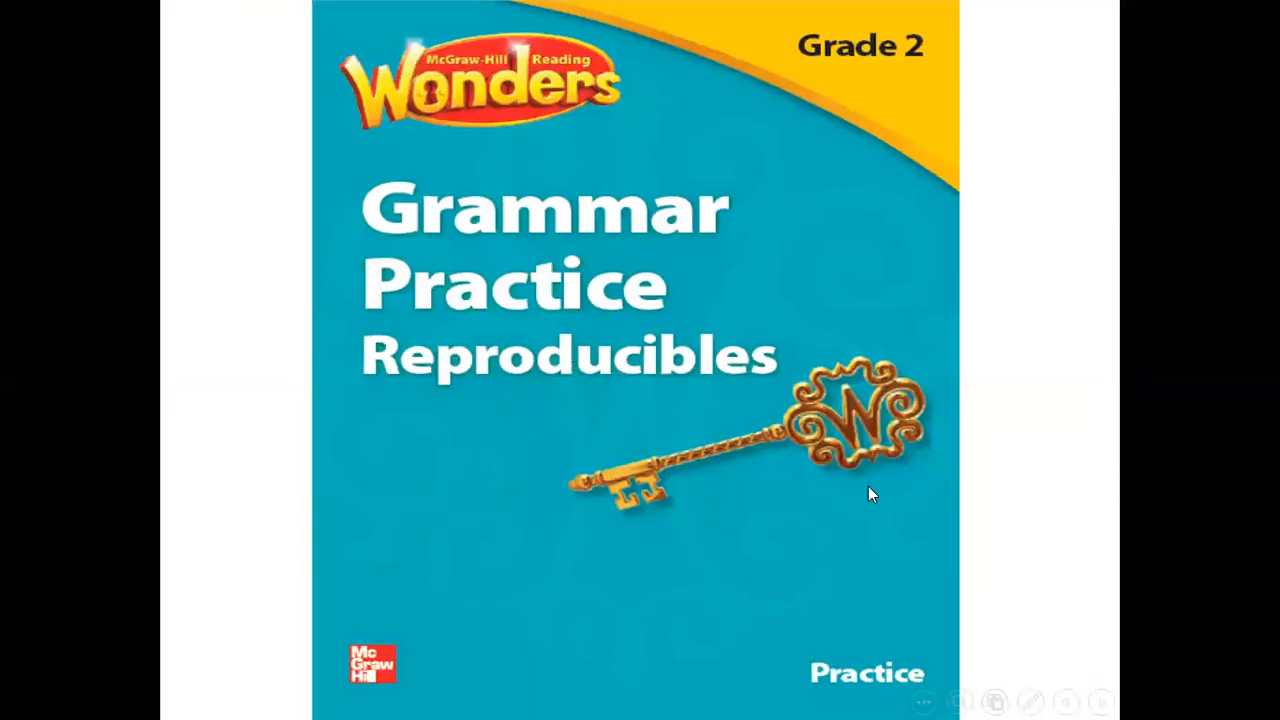 Grade 2
McGraw-Hill Reading
Wonders
Grammar
Practice
Reproducibles
W
Mc
Graw
Hill
Practice